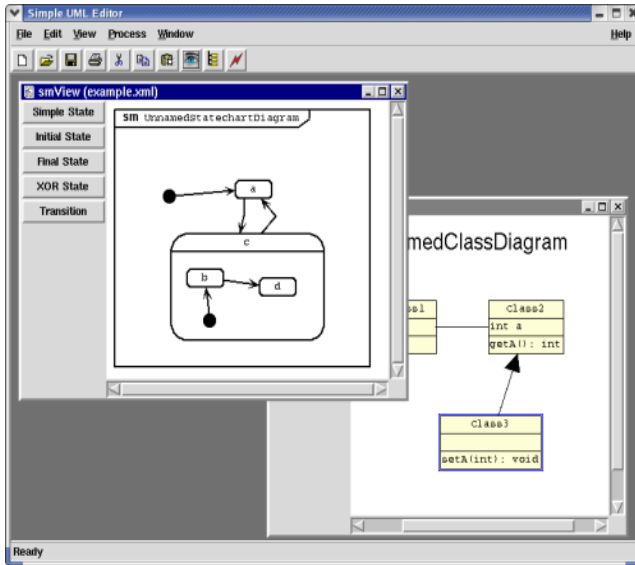 Simple UML Editor
File Edit View Process Window Help
smView (example.xml)
Simple State
Initial State
Final State
XOR State
Transition
sm UnnamedStatechartDiagram
a
c
b
d
medClassDiagram
ss1
Class2
int a
getA(): int
Class3
setA(int): void
Ready